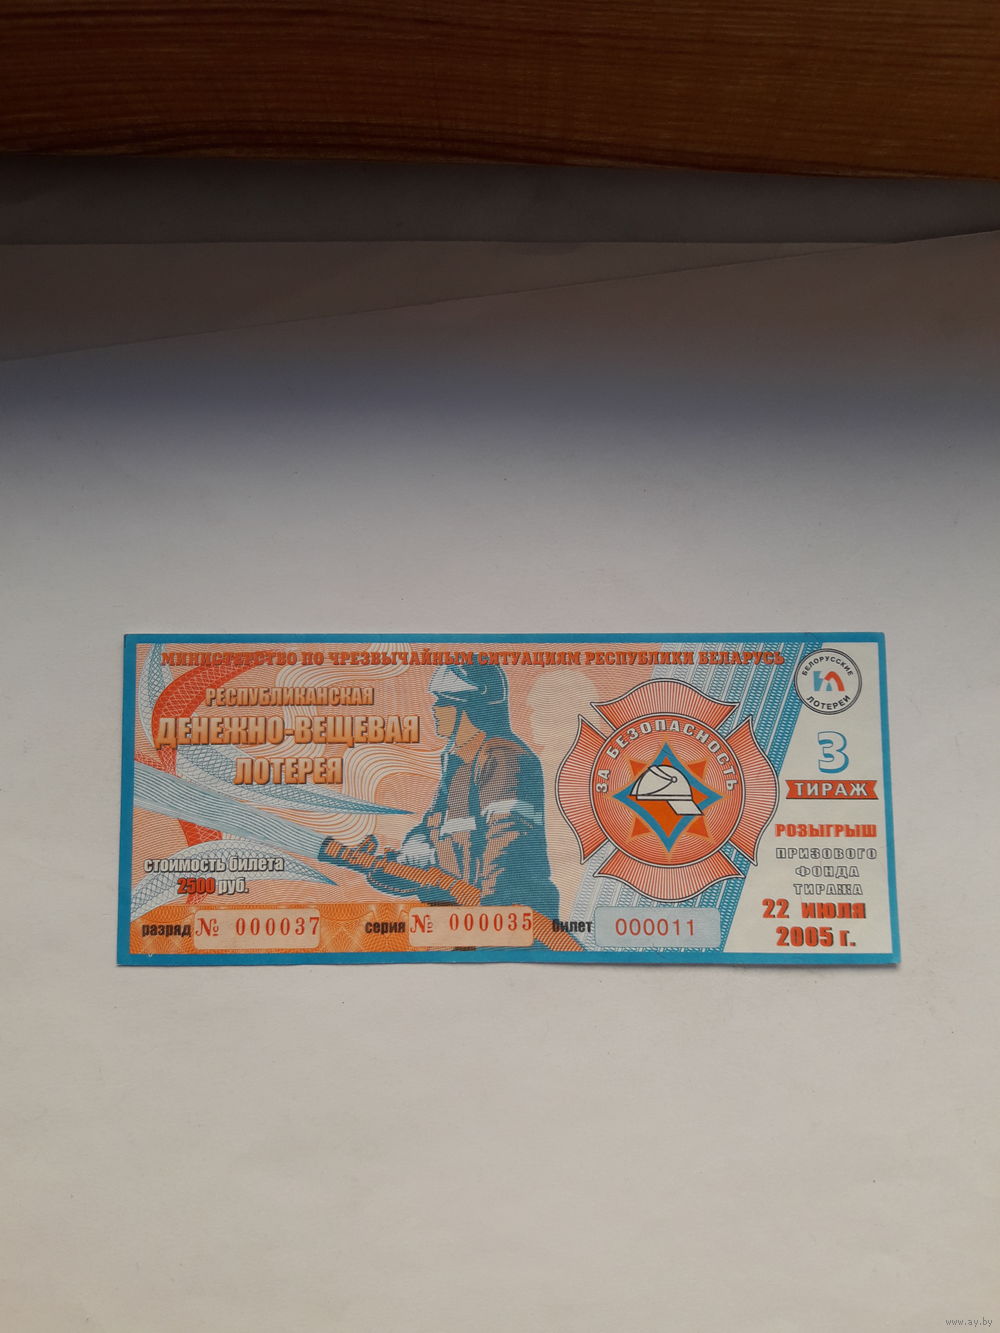 МИНИСТЕРСТВО ПО ЧРЕЗВЫЧАЙНЫМ СИТУАЦИЯМ РЕСПУБЛИКИ БЕЛАРУСЬ
РЕСПУБЛИКАНСКАЯ
ДЕНЕЖНО-ВЕЩЕВАЯ
ЛОТЕРЕЯ
стоимость билета
2500 руб.
разряд № 000037 серия № 000035 билет 000011
ЗА БЕЗОПАСНОСТЬ
БЕЛОРУССКИЕ
ЛОТЕРЕИ
3
ТИРАЖ
РОЗЫГРЫШ
ПРИЗОВОГО
ФОНДА
ТИРАЖА
22 ИЮЛЯ
2005 г.
www.ay.by